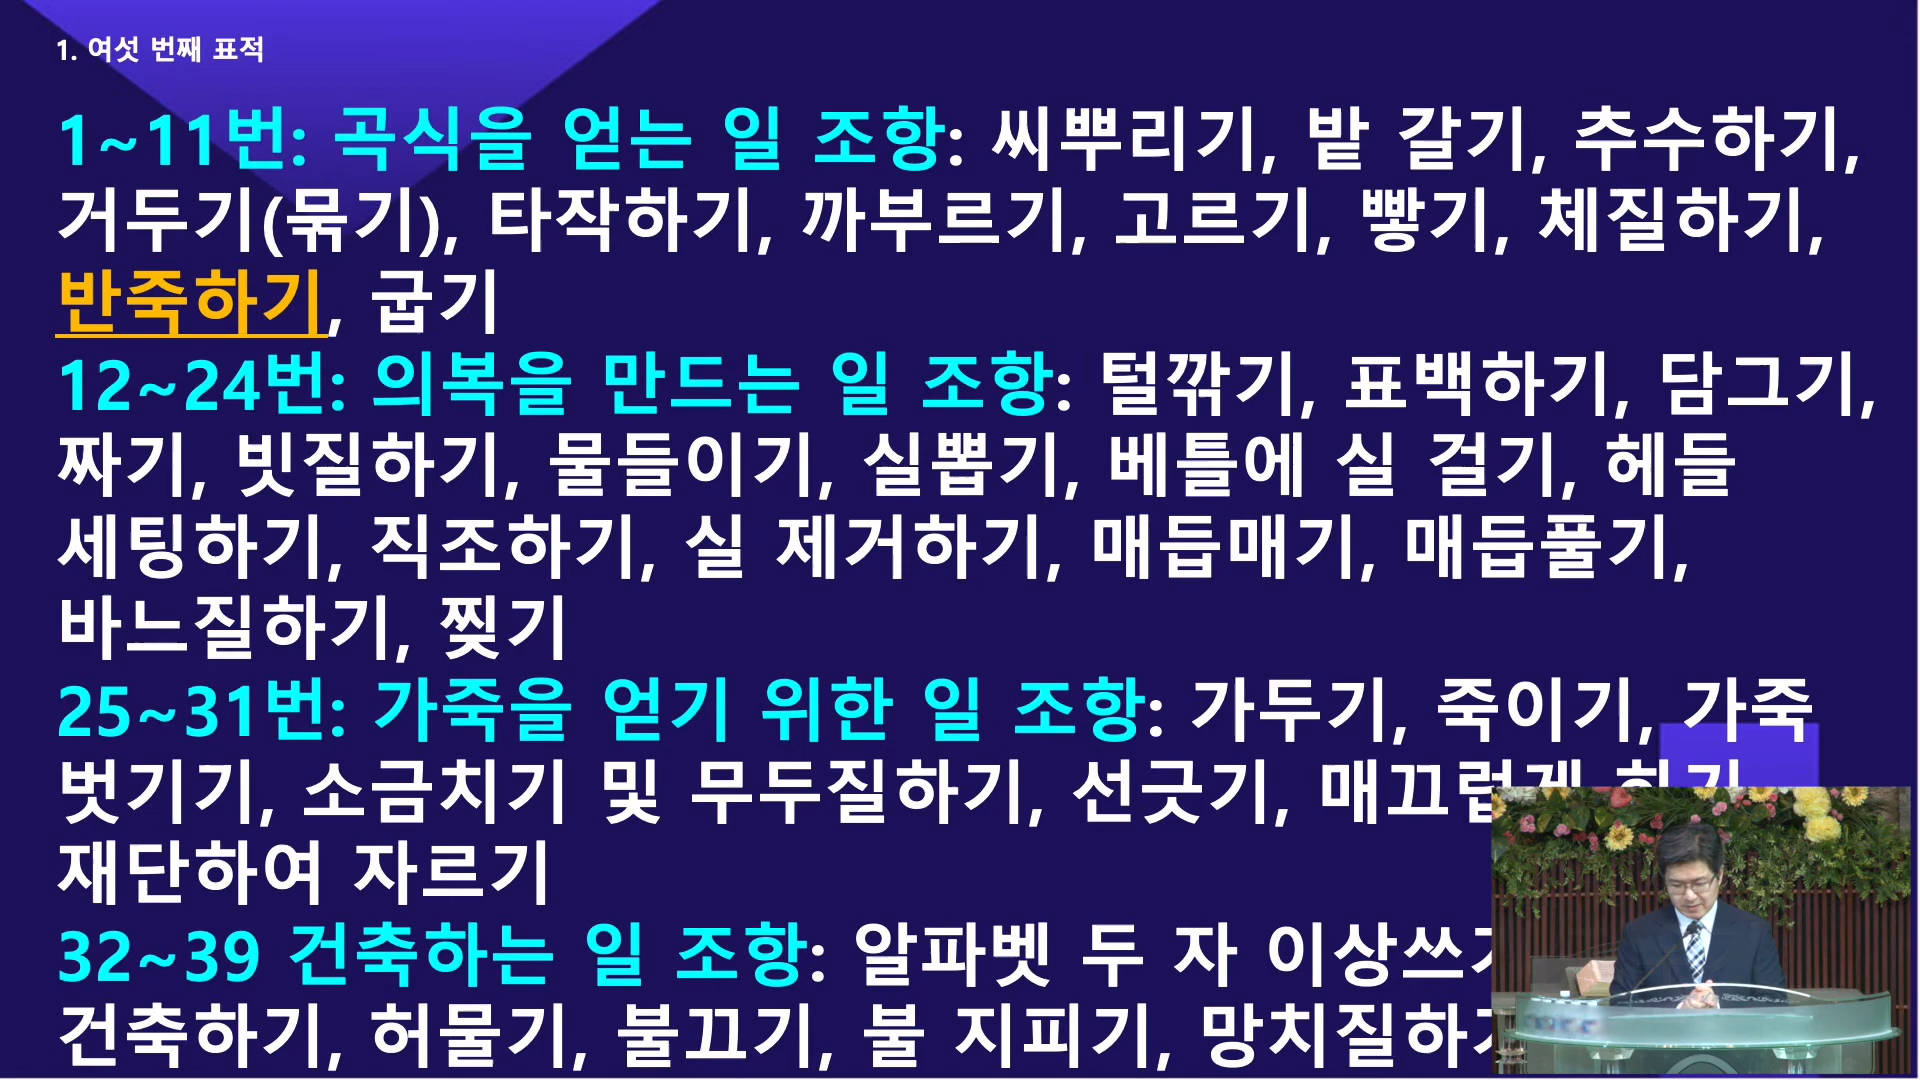 1. 여섯 번째 표적
1~11번: 곡식을 얻는 일 조항: 씨뿌리기, 밭 갈기, 추수하기,
거두기(묶기), 타작하기, 까부르기, 고르기, 빻기, 체질하기,
반죽하기, 굽기
12~24번: 의복을 만드는 일 조항: 털깎기, 표백하기, 담그기,
짜기, 빗질하기, 물들이기, 실뽑기, 베틀에 실 걸기, 헤들
세팅하기, 직조하기, 실 제거하기, 매듭매기, 매듭풀기,
바느질하기, 찢기
25~31번: 가죽을 얻기 위한 일 조항: 가두기, 죽이기, 가죽
벗기기, 소금치기 및 무두질하기, 선긋기, 매끄럽게
재단하여 자르기
32~39 건축하는 일 조항: 알파벳 두 자
건축하기, 허물기, 불끄기, 불 지피기,